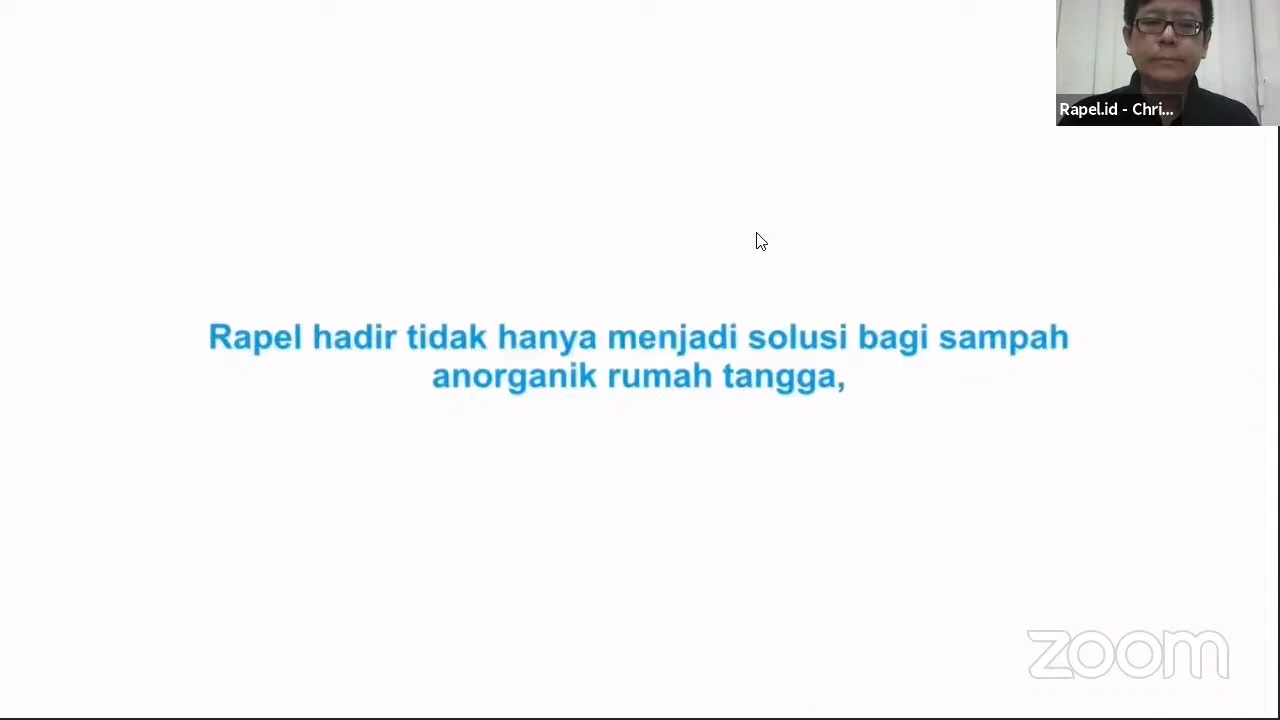 Rapel.id - Chri...
Rapel hadir tidak hanya menjadi solusi bagi sampah
anorganik rumah tangga,
zoom